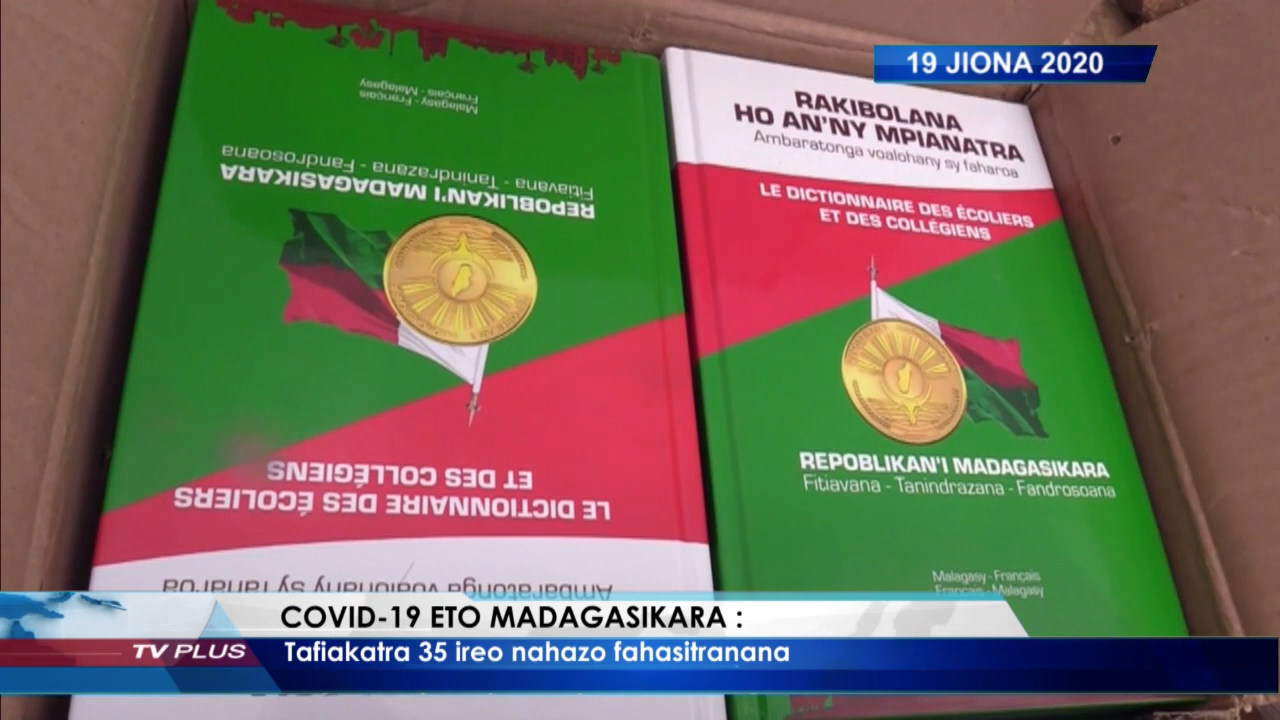 19 JIONA 2020
Malagasy - Français
Français - Malagasy
REPOBLIKAN'I MADAGASIKARA
Fitiavana - Tanindrazana - Fandrosoana
LE DICTIONNAIRE DES ÉCOLIERS
ET DES COLLÉGIENS
Ambaratonga voalohany sy faharoa
RAKIBOLANA
HO AN'NY MPIANATRA
Ambaratonga voalohany sy faharoa
LE DICTIONNAIRE DES ÉCOLIERS
ET DES COLLÉGIENS
REPOBLIKAN'I MADAGASIKARA
Fitiavana - Tanindrazana - Fandrosoana
Malagasy - Français
Français - Malagasy
COVID-19 ETO MADAGASIKARA :
TV PLUS
Tafiakatra 35 ireo nahazo fahasitranana